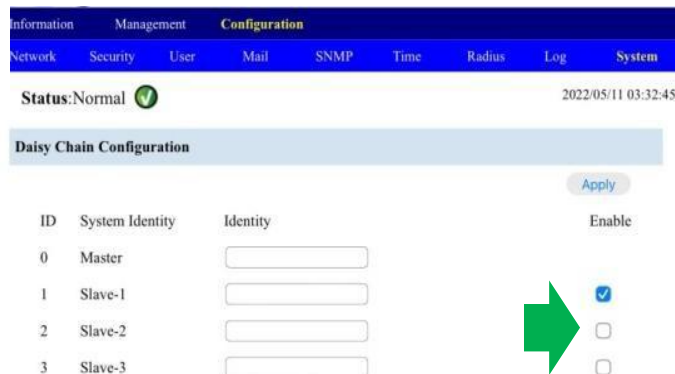 Information Management Configuration
Network Security User Mail SNMP Time Radius Log System
Status:Normal 2022/05/11 03:32:45
Daisy Chain Configuration
Apply
ID System Identity Identity Enable
0 Master
1 Slave-1
2 Slave-2
3 Slave-3